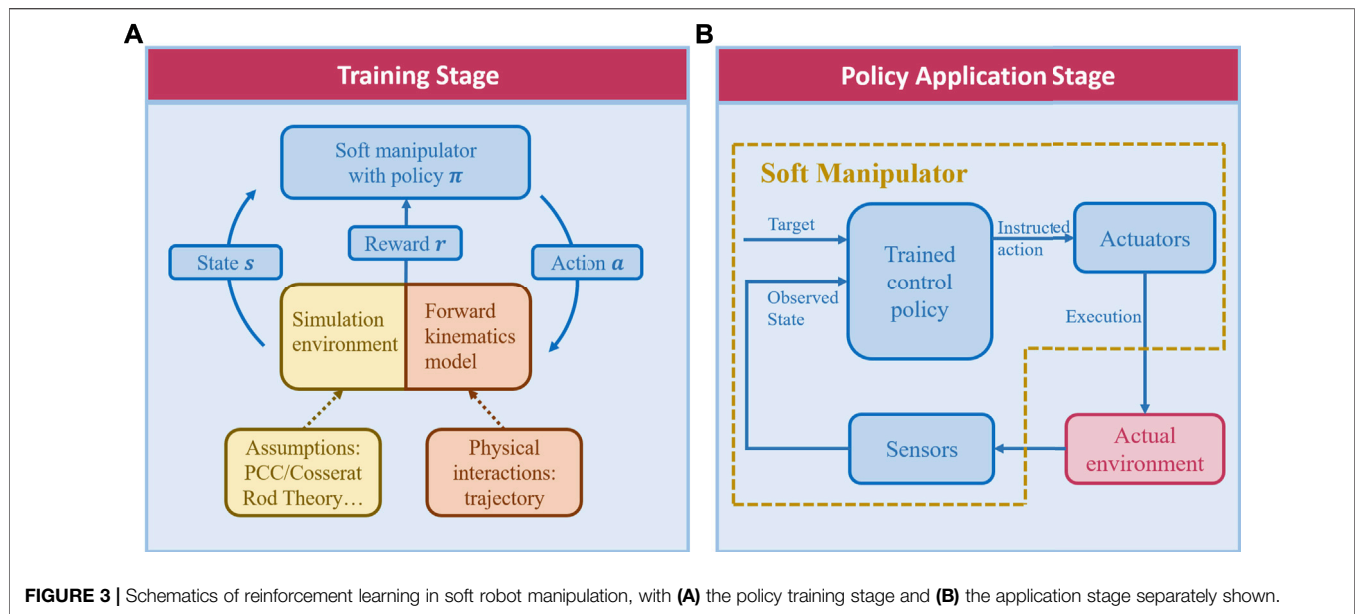 A
B
Training Stage
Soft manipulator
with policy π
Reward r
State s
Action a
Simulation
environment
Forward
kinematics
model
Assumptions:
PCC/Cosserat
Rod Theory…
Physical
interactions:
trajectory
Policy Application Stage
Soft Manipulator
Target
Observed
State
Trained
control
policy
Instructed
action
Actuators
Execution
Sensors
Actual
environment
FIGURE 3 | Schematics of reinforcement learning in soft robot manipulation, with (A) the policy training stage and (B) the application stage separately shown.